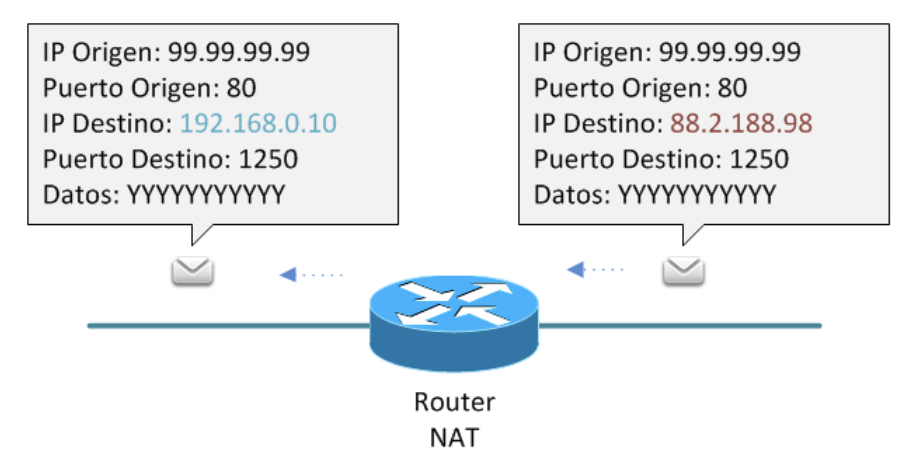 IP Origen: 99.99.99.99
Puerto Origen: 80
IP Destino: 192.168.0.10
Puerto Destino: 1250
Datos: YYYYYYYYYYY
IP Origen: 99.99.99.99
Puerto Origen: 80
IP Destino: 88.2.188.98
Puerto Destino: 1250
Datos: YYYYYYYYYYY
Router
NAT